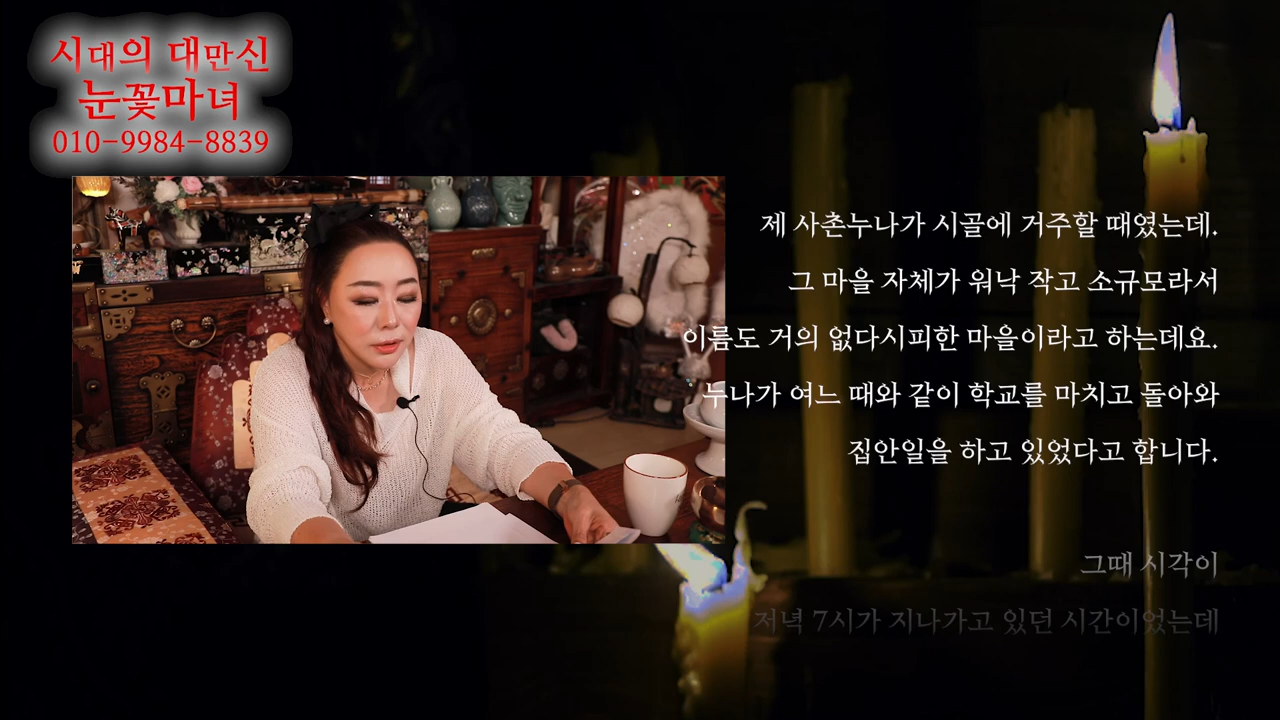 시대의 대만신
눈꽃마녀
010-9984-8839
제 사촌누나가 시골에 거주할 때였는데.
그 마을 자체가 워낙 작고 소규모라서
이름도 거의 없다시피한 마을이라고 하는데요.
누나가 여느 때와 같이 학교를 마치고 돌아와
집안일을 하고 있었다고 합니다.
그때 시각이
저녁 7시가 지나가고 있던 시간이었는데